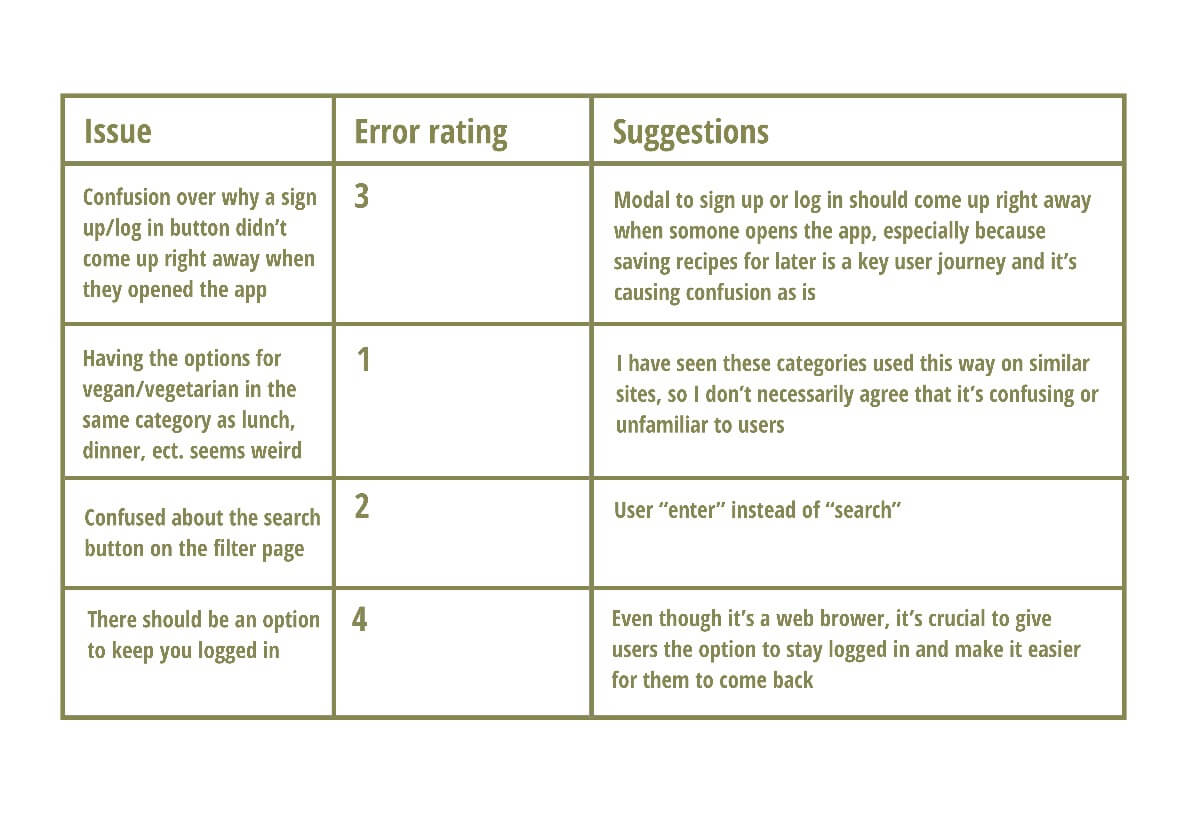 Issue
Error rating
Suggestions
Confusion over why a sign
up/log in button didn’t
come up right away when
they opened the app
3
Modal to sign up or log in should come up right away
when somone opens the app, especially because
saving recipes for later is a key user journey and it’s
causing confusion as is
Having the options for
vegan/vegetarian in the
same category as lunch,
dinner, ect. seems weird
1
I have seen these categories used this way on similar
sites, so I don’t necessarily agree that it’s confusing or
unfamiliar to users
Confused about the search
button on the filter page
2
User “enter” instead of “search”
There should be an option
to keep you logged in
4
Even though it’s a web brower, it’s crucial to give
users the option to stay logged in and make it easier
for them to come back